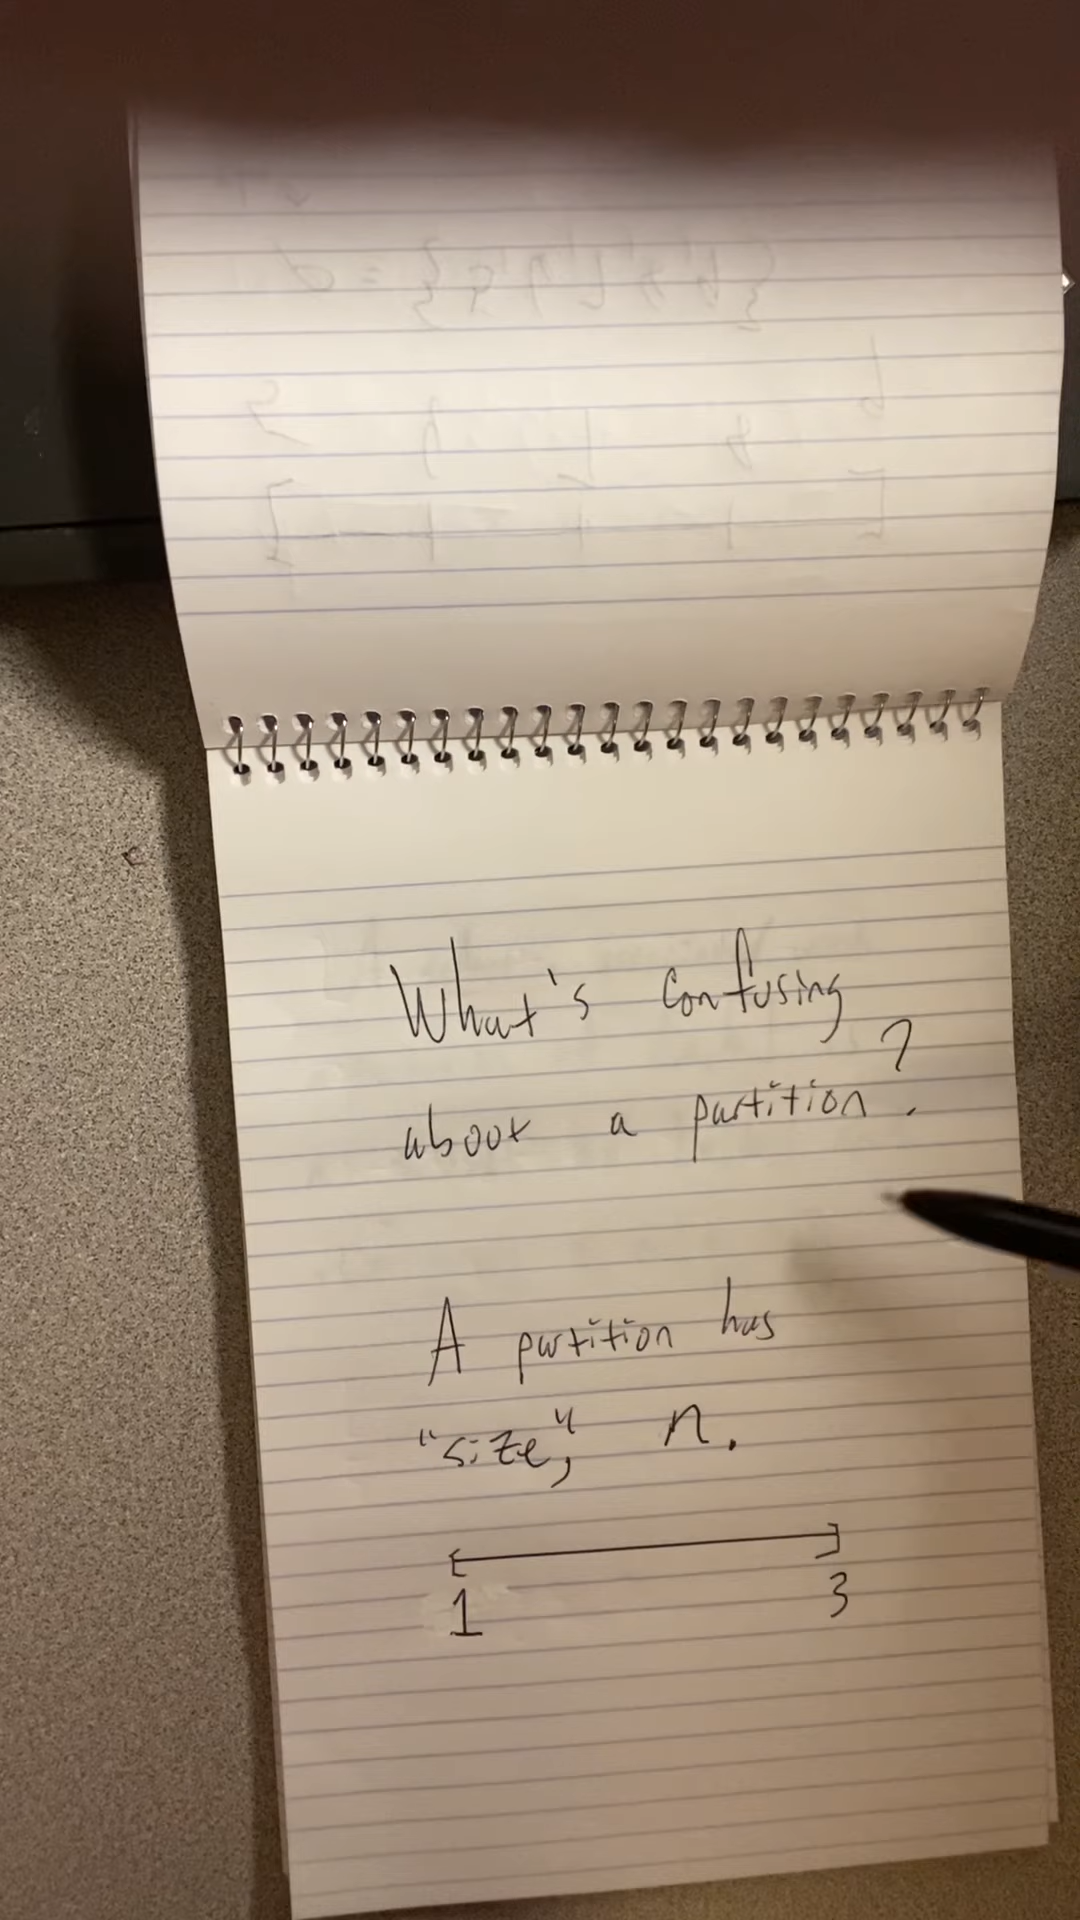 What's confusing
about a partition?
A partition has
"size," n.
1 3